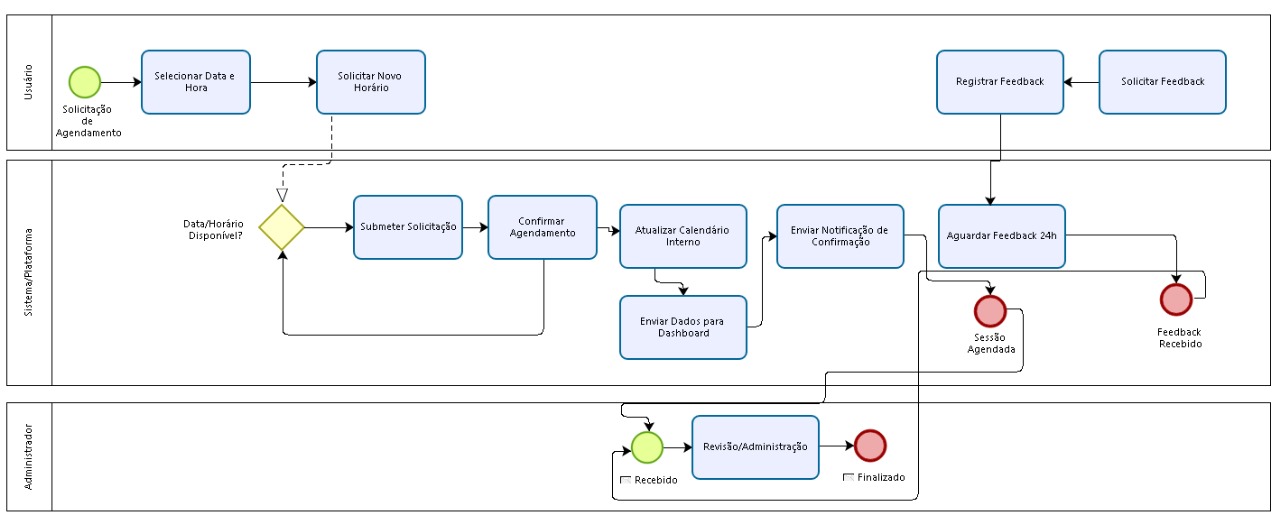 Usuário
Solicitação
de
Agendamento
Selecionar Data e
Hora
Solicitar Novo
Horário
Registrar Feedback
Solicitar Feedback
Sistema/Plataforma
Data/Horário
Disponível?
Submeter Solicitação
Confirmar
Agendamento
Atualizar Calendário
Interno
Enviar Dados para
Dashboard
Enviar Notificação de
Confirmação
Aguardar Feedback 24h
Sessão
Agendada
Feedback
Recebido
Administrador
Recebido
Revisão/Administração
Finalizado